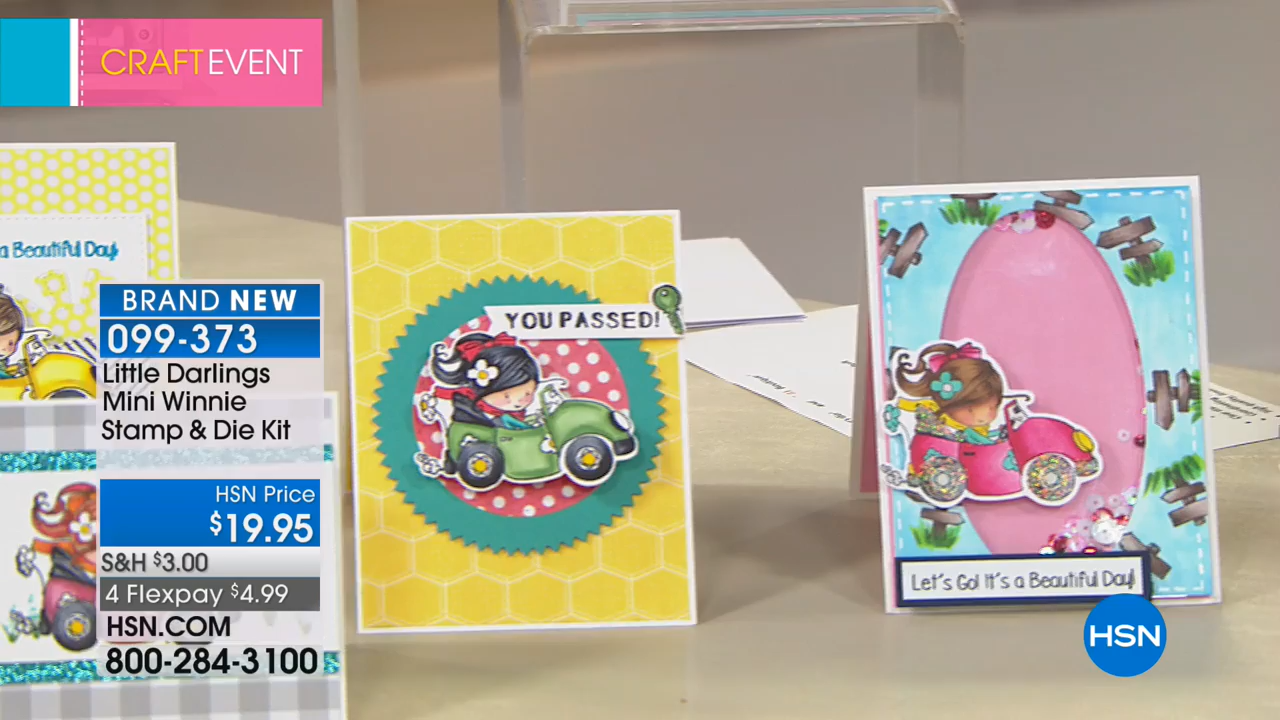 CRAFT EVENT
a Beautiful Day!
BRAND NEW
099-373
Little Darlings
Mini Winnie
Stamp & Die Kit
HSN Price
$19.95
S&H $3.00
4 Flexpay $4.99
HSN.COM
800-284-3100
YOU PASSED!
Let's Go! It's a Beautiful Day!
HSN